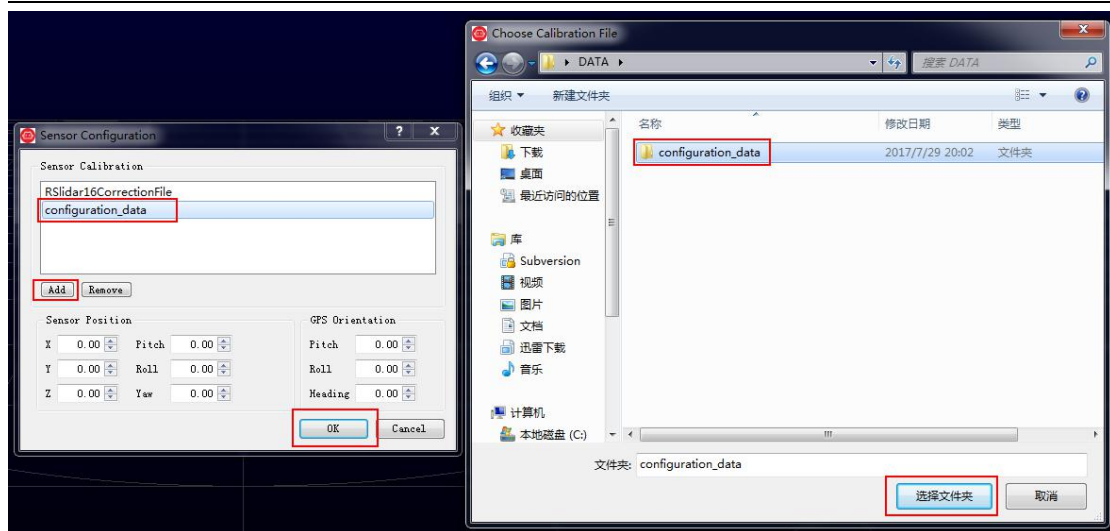 Choose Calibration File
DATA
搜索 DATA
组织 新建文件夹
名称 修改日期 类型
收藏夹
下载
桌面
最近访问的位置
库
Subversion
视频
图片
文档
迅雷下载
音乐
计算机
本地磁盘 (C:)
configuration_data 2017/7/29 20:02 文件夹
文件夹: configuration_data
选择文件夹 取消
Sensor Configuration ? X
Sensor Calibration
RSlidar16CorrectionFile
configuration_data
Add Remove
Sensor Position
X 0.00 Pitch 0.00
Y 0.00 Roll 0.00
Z 0.00 Yaw 0.00
GPS Orientation
Pitch 0.00
Roll 0.00
Heading 0.00
OK Cancel